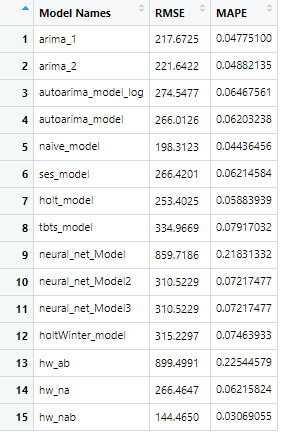 Model Names RMSE MAPE
1 arima_1 217.6725 0.04775100
2 arima_2 221.6422 0.04882135
3 autoarima_model_log 274.5477 0.06467561
4 autoarima_model 266.0126 0.06203238
5 naive_model 198.3123 0.04436456
6 ses_model 266.4201 0.06214584
7 holt_model 253.4025 0.05883939
8 tbts_model 334.9669 0.07917032
9 neural_net_Model 859.7186 0.21831332
10 neural_net_Model2 310.5229 0.07217477
11 neural_net_Model3 310.5229 0.07217477
12 holtWinter_model 315.2297 0.07463933
13 hw_ab 899.4991 0.22544579
14 hw_na 266.4647 0.06215824
15 hw_nab 144.4650 0.03069055